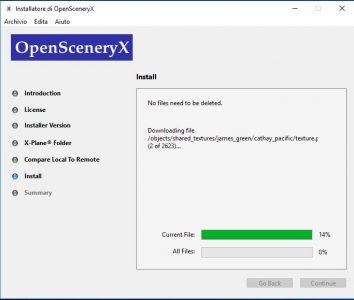 Installatore di OpenSceneryX
Archivio Edita Aiuto
OpenSceneryX
Install
Introduction
License
Installer Version
X-Plane® Folder
Compare Local To Remote
Install
Summary
No files need to be deleted.
Downloading file
/objects/shared_textures/james_green/cathay_pacific/texture.p
(2 of 2623)...
Current File: 14%
All Files: 0%
Go Back Continue